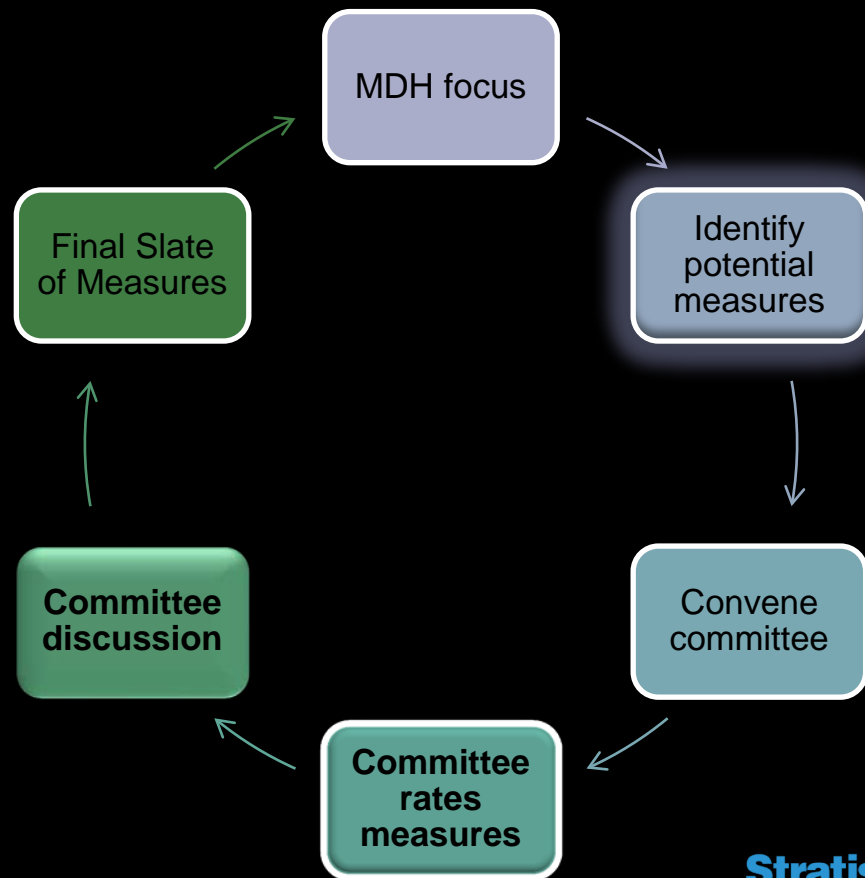 MDH focus
Identify
potential
measures
Convene
committee
Committee
rates
measures
Committee
discussion
Final Slate
of Measures